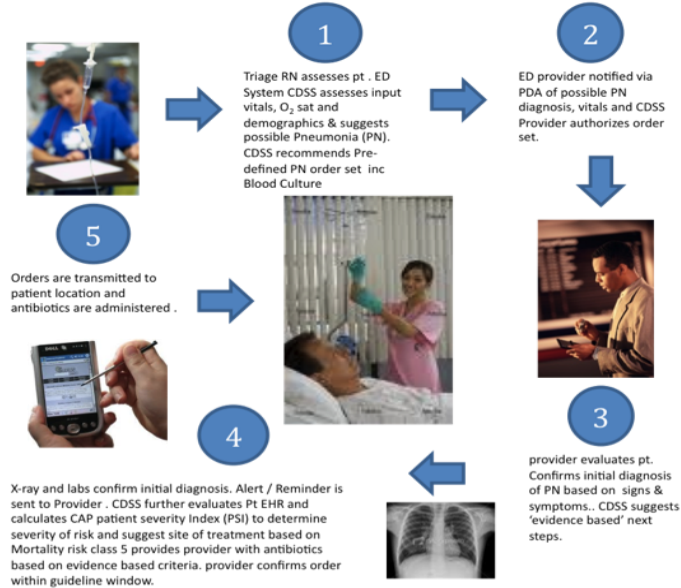 1
Triage RN assesses pt . ED
System CDSS assesses input
vitals, O2 sat and
demographics & suggests
possible Pneumonia (PN).
CDSS recommends Pre-
defined PN order set inc
Blood Culture
2
ED provider notified via
PDA of possible PN
diagnosis, vitals and CDSS
Provider authorizes order
set.
3
provider evaluates pt.
Confirms initial diagnosis
of PN based on signs &
symptoms.. CDSS suggests
‘evidence based’ next
steps.
4
X-ray and labs confirm initial diagnosis. Alert / Reminder is
sent to Provider . CDSS further evaluates Pt EHR and
calculates CAP patient severity Index (PSI) to determine
severity of risk and suggest site of treatment based on
Mortality risk class 5 provides provider with antibiotics
based on evidence based criteria. provider confirms order
within guideline window.
5
Orders are transmitted to
patient location and
antibiotics are administered .
DELL